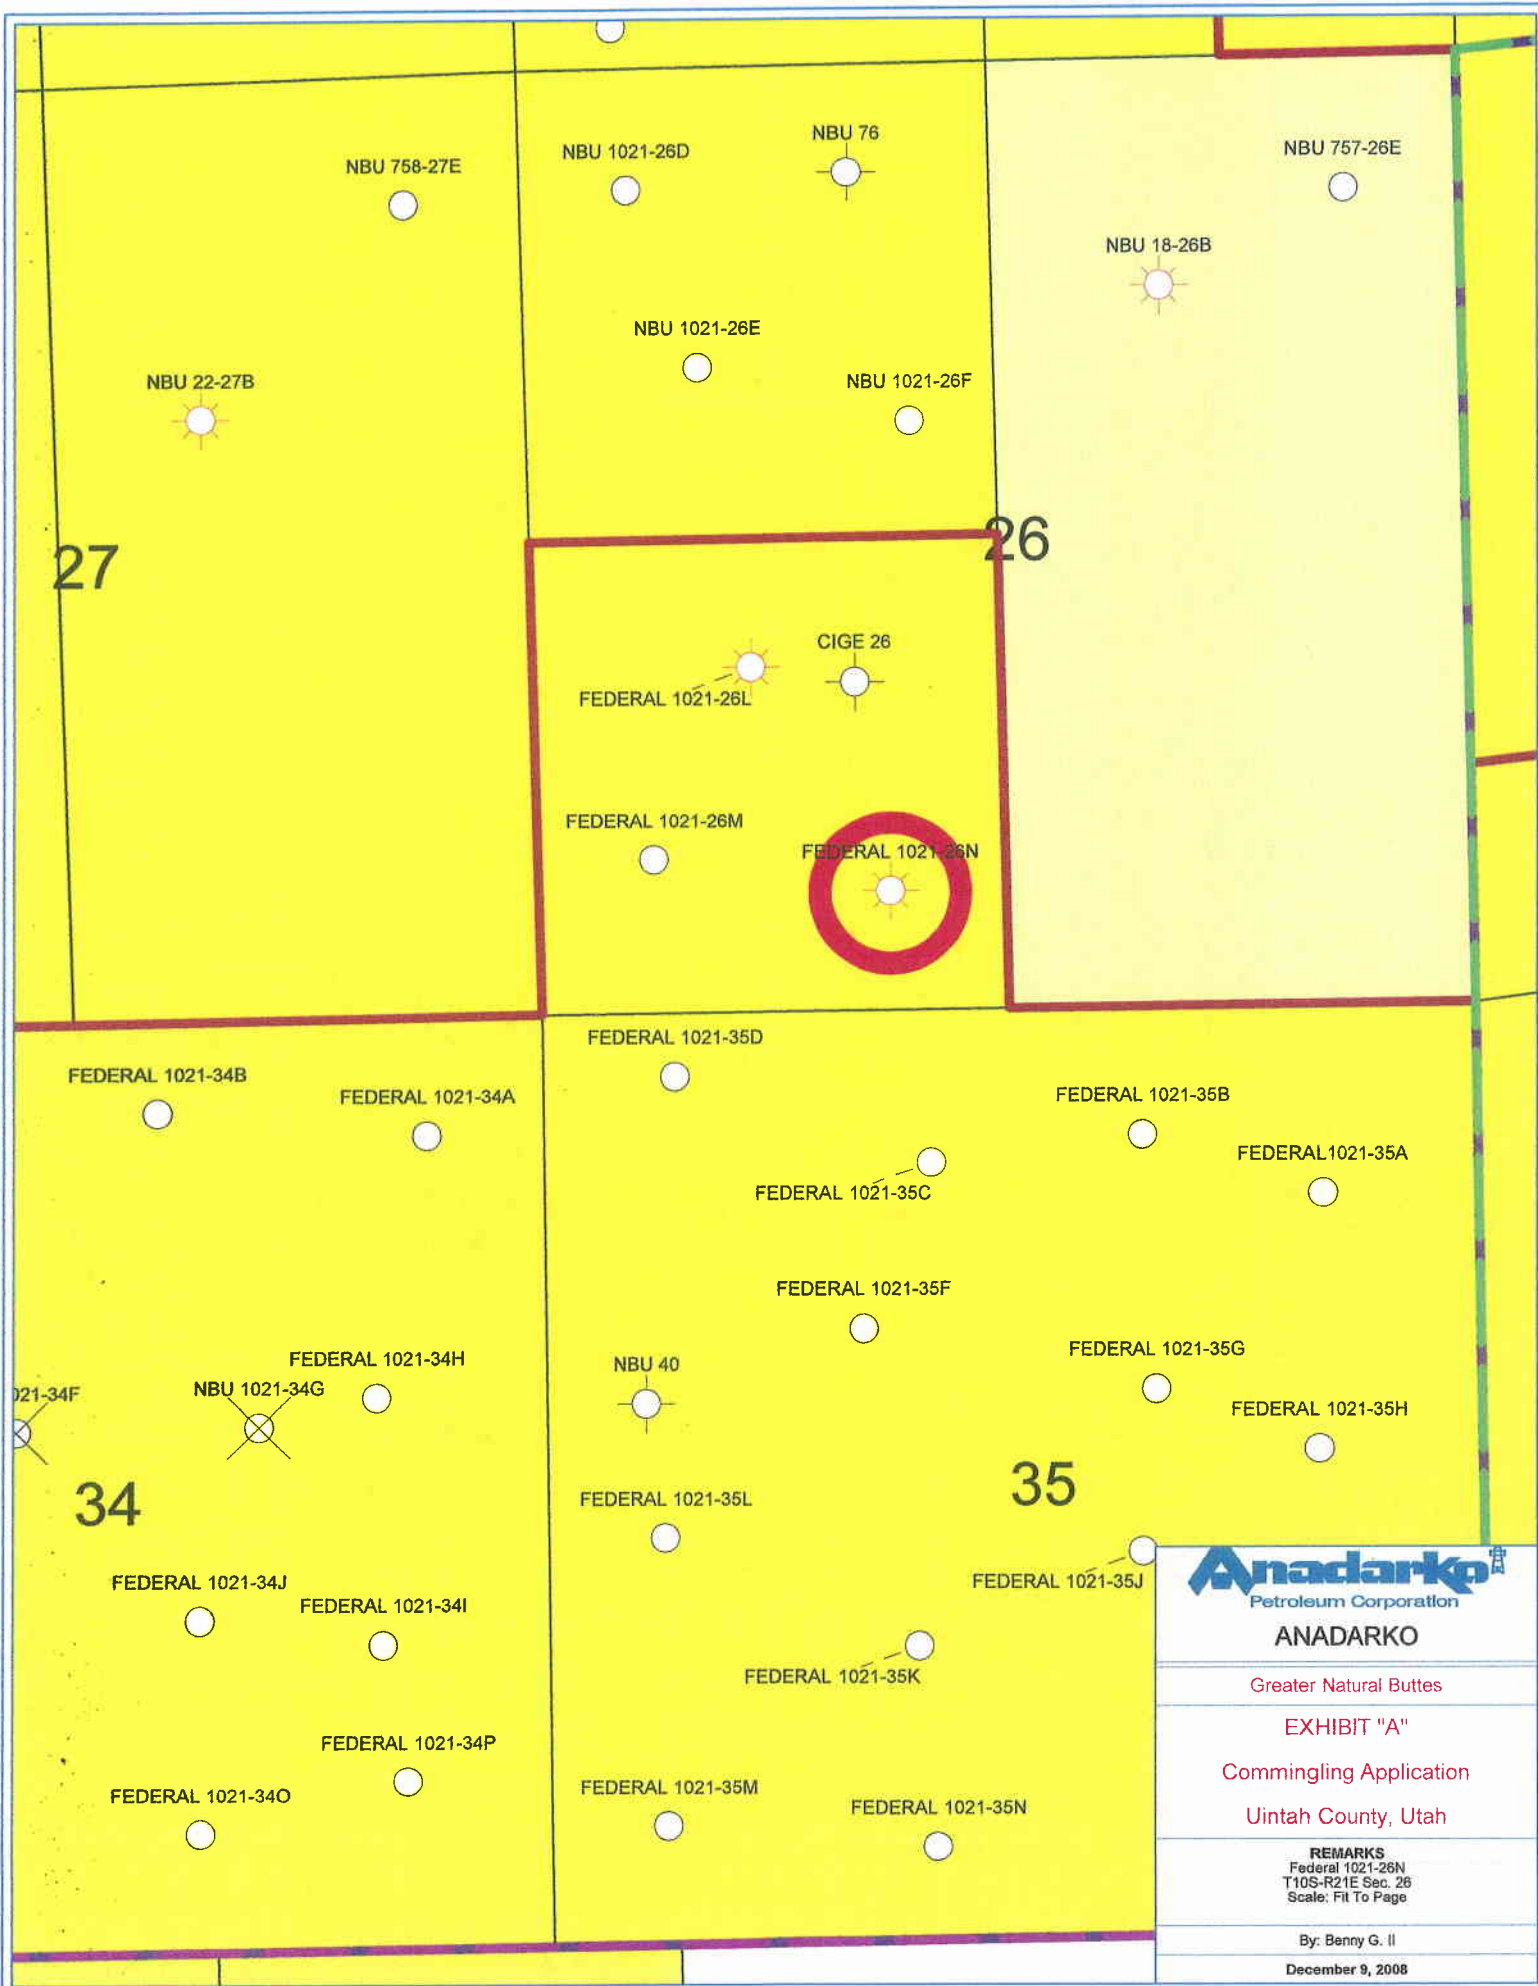 NBU 76
NBU 1021-26D
NBU 757-26E
NBU 758-27E
NBU 18-26B
NBU 1021-26E
NBU 22-27B
NBU 1021-26F
27
26
CIGE 26
FEDERAL 1021-26L
FEDERAL 1021-26M
FEDERAL 1021-26N
FEDERAL 1021-35D
FEDERAL 1021-34B
FEDERAL 1021-34A
FEDERAL 1021-35B
FEDERAL1021-35A
FEDERAL 1021-35C
FEDERAL 1021-35F
FEDERAL 1021-35G
FEDERAL 1021-34H
NBU 40
021-34F
NBU 1021-34G
FEDERAL 1021-35H
34
35
FEDERAL 1021-35L
FEDERAL 1021-35J
FEDERAL 1021-34J
FEDERAL 1021-34I
FEDERAL 1021-35K
FEDERAL 1021-34P
FEDERAL 1021-35M
FEDERAL 1021-34O
FEDERAL 1021-35N
Anadarko
Petroleum Corporation
ANADARKO
Greater Natural Buttes
EXHIBIT "A"
Commingling Application
Uintah County, Utah
REMARKS
Federal 1021-26N
T10S-R21E Sec. 26
Scale: Fit To Page
By: Benny G. II
December 9, 2008